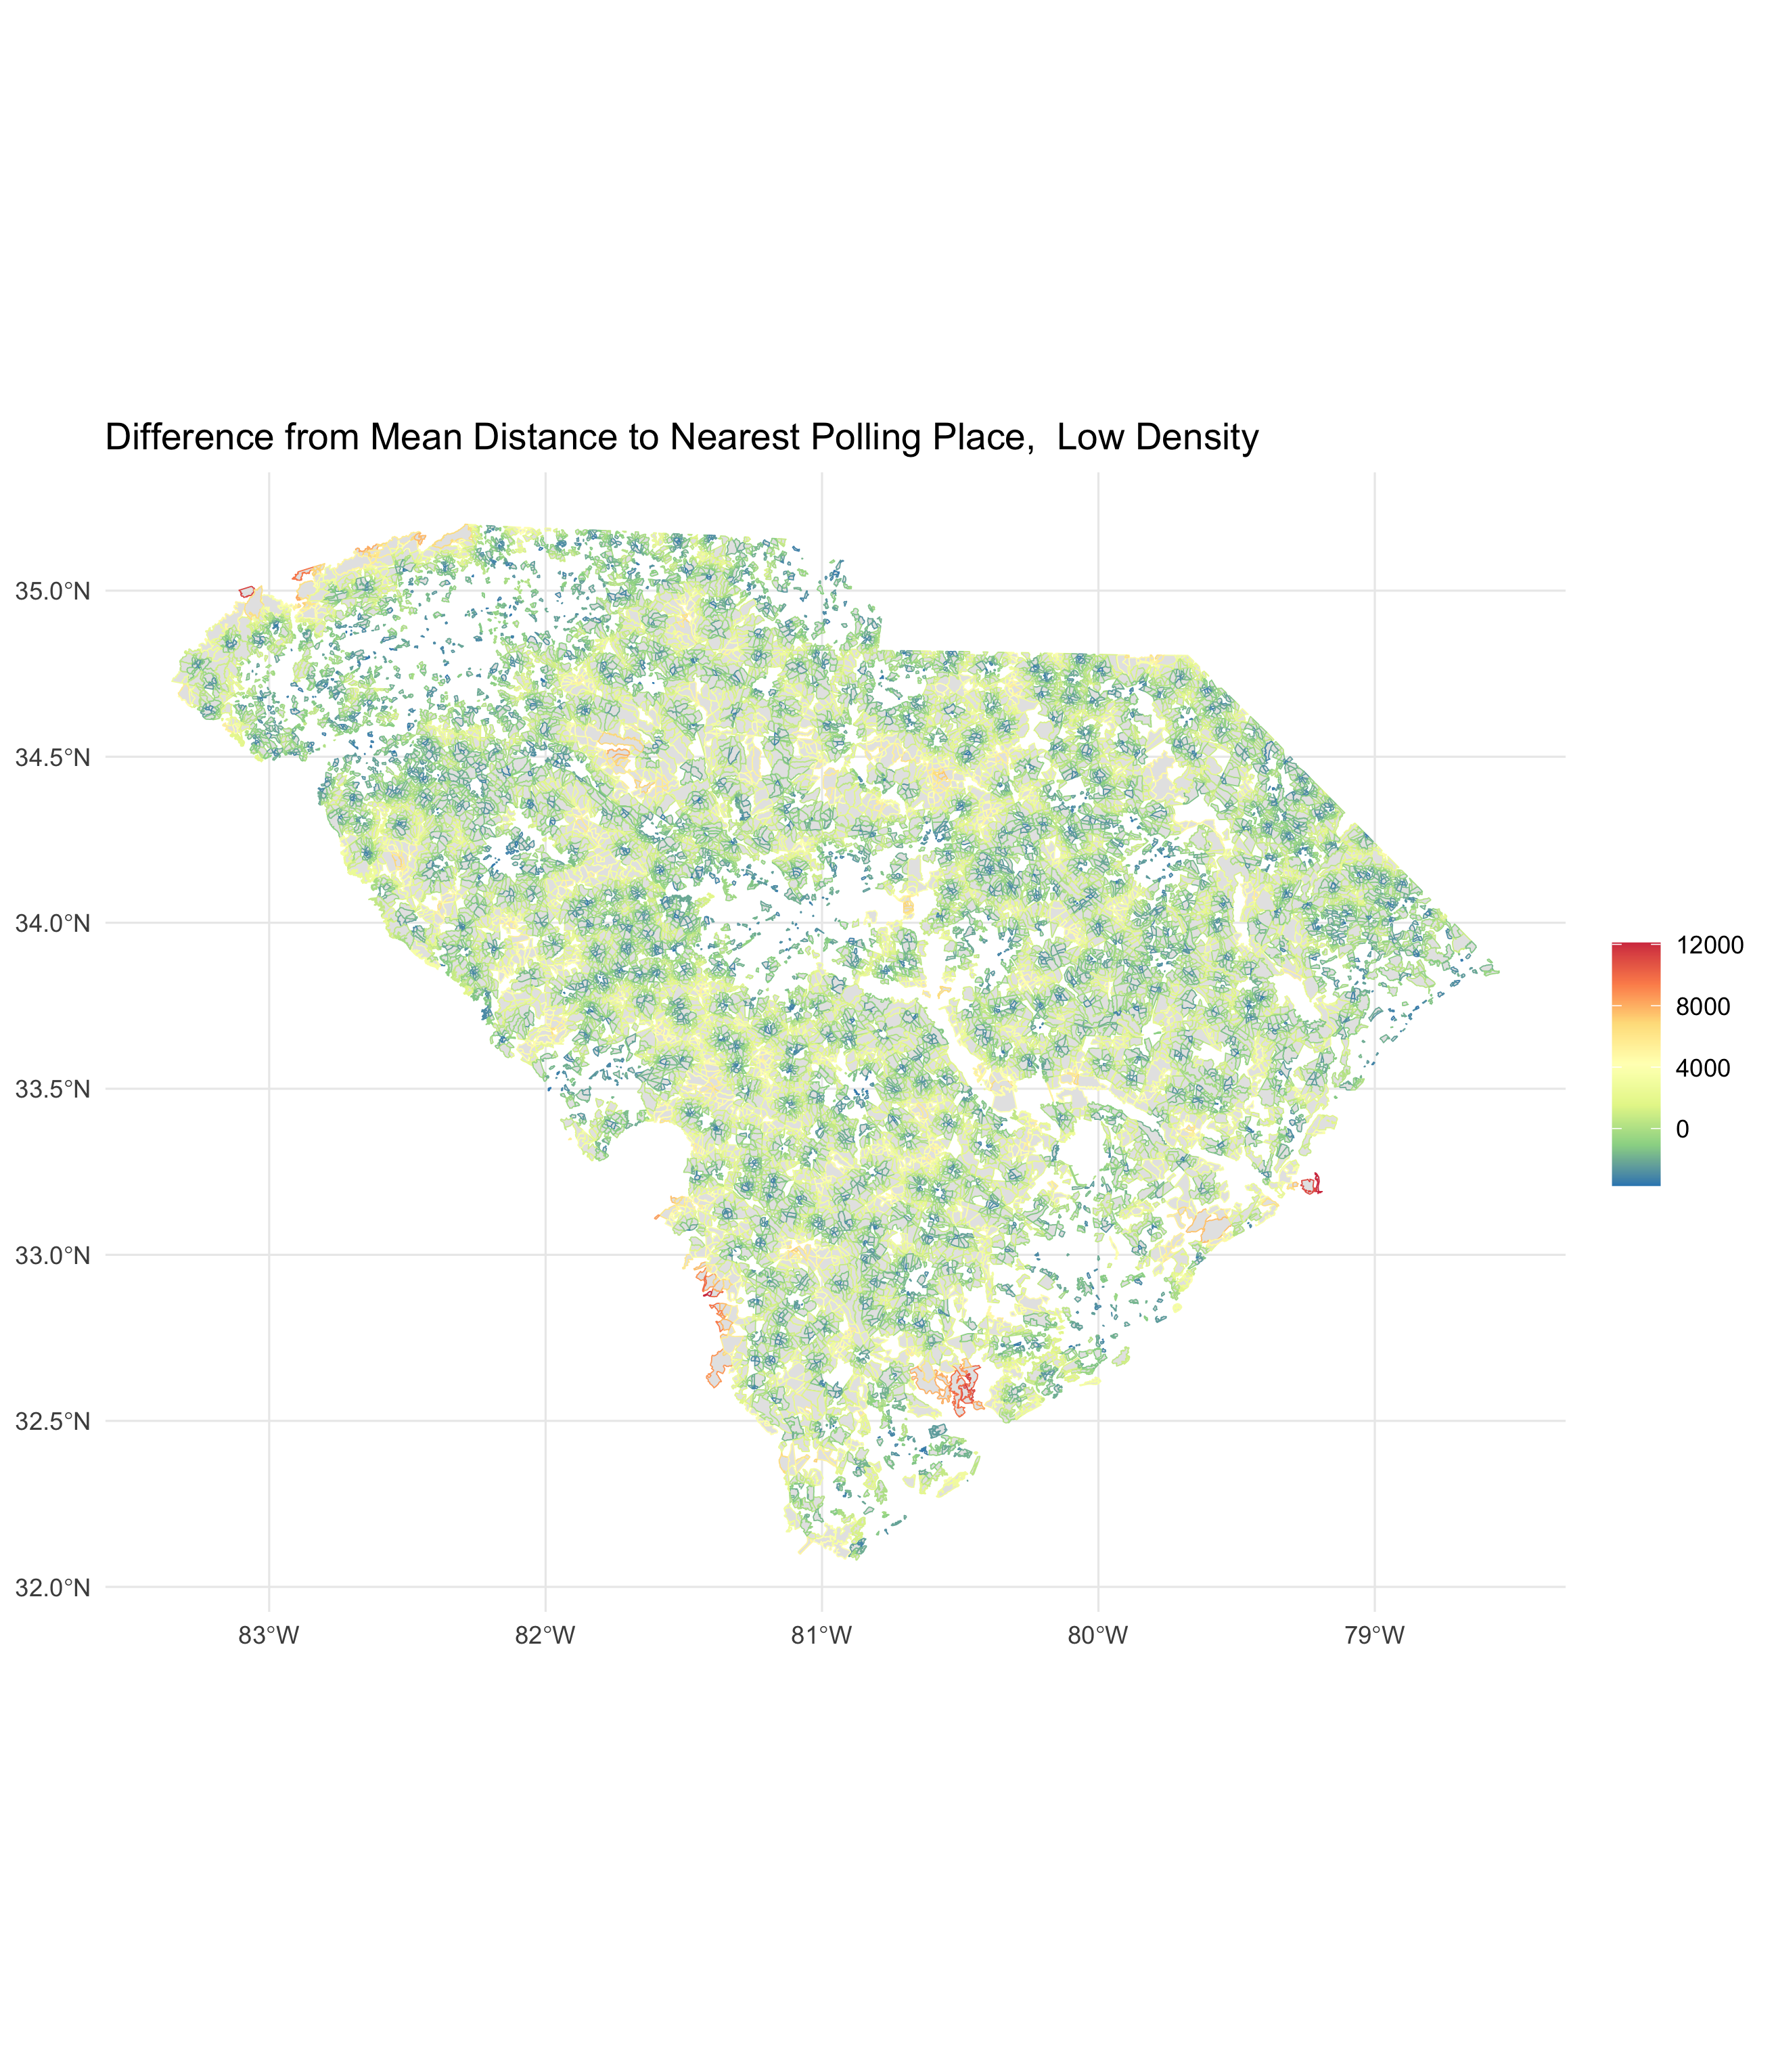 Difference from Mean Distance to Nearest Polling Place,  Low Density
35.0°N
34.5°N
34.0°N
33.5°N
33.0°N
32.5°N
32.0°N
83°W 82°W 81°W 80°W 79°W
12000
8000
4000
0